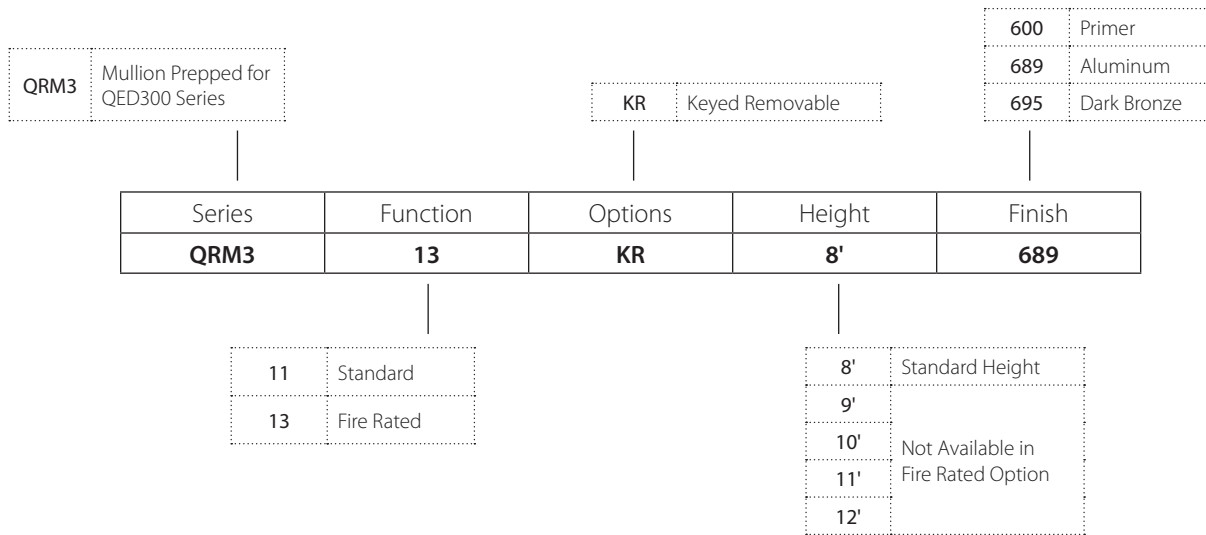 600 Primer
689 Aluminum
695 Dark Bronze
QRM3 Mullion Prepped for
QED300 Series
KR Keyed Removable
Series Function Options Height Finish
QRM3 13 KR 8' 689
11 Standard
13 Fire Rated
8' Standard Height
9'
10'
11'
12'
Not Available in
Fire Rated Option